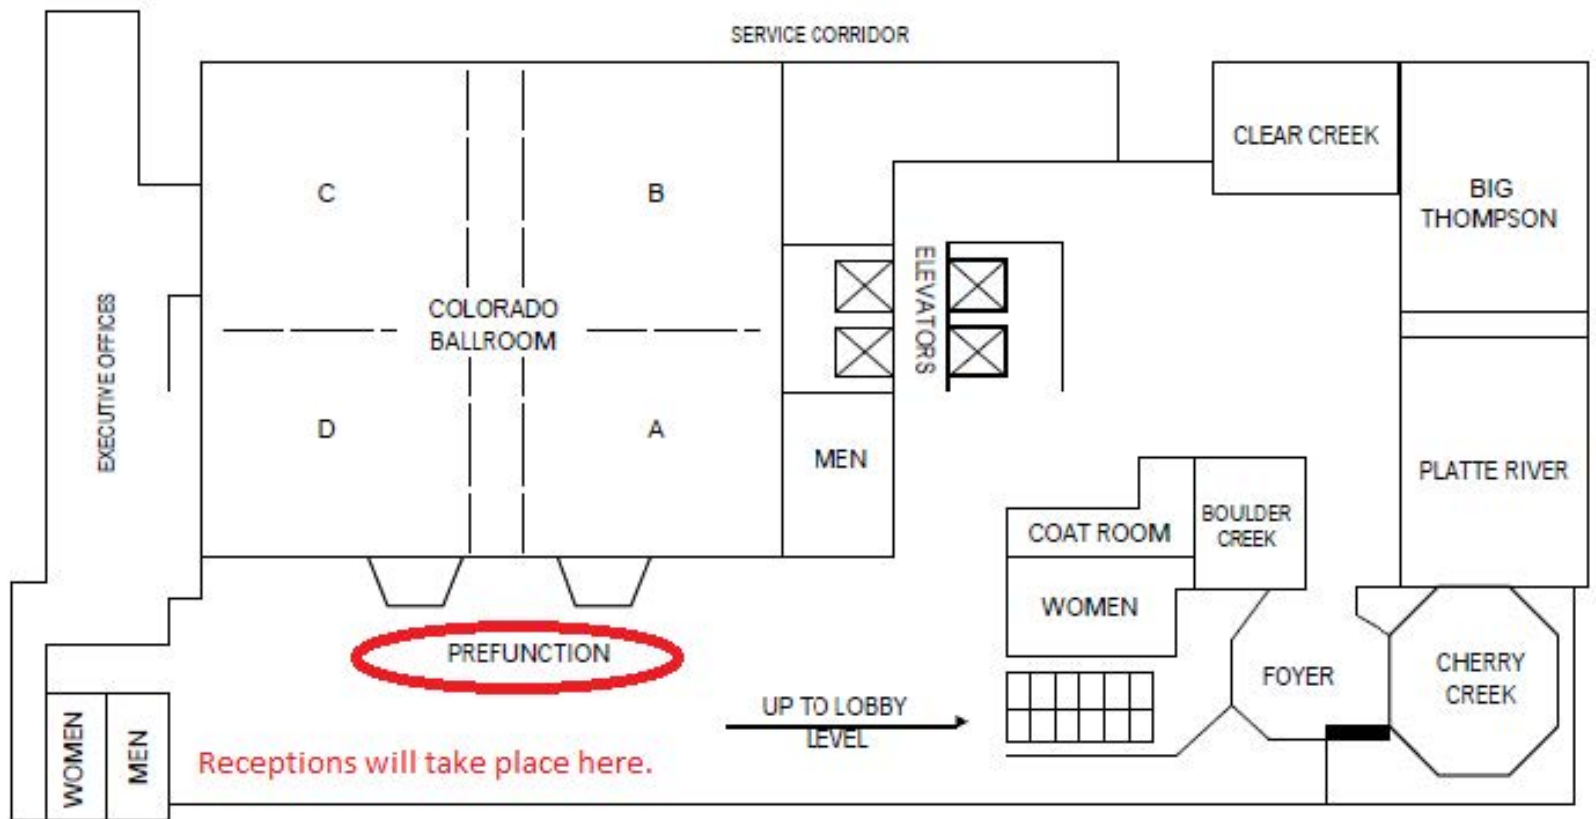 SERVICE CORRIDOR
CLEAR CREEK
BIG
THOMPSON
C
B
ELEVATORS
EXECUTIVE OFFICES
COLORADO
BALLROOM
D
A
MEN
PLATTE RIVER
COAT ROOM
BOULDER
CREEK
WOMEN
PREFUNCTION
FOYER
CHERRY
CREEK
UP TO LOBBY
LEVEL
WOMEN
MEN
Receptions will take place here.